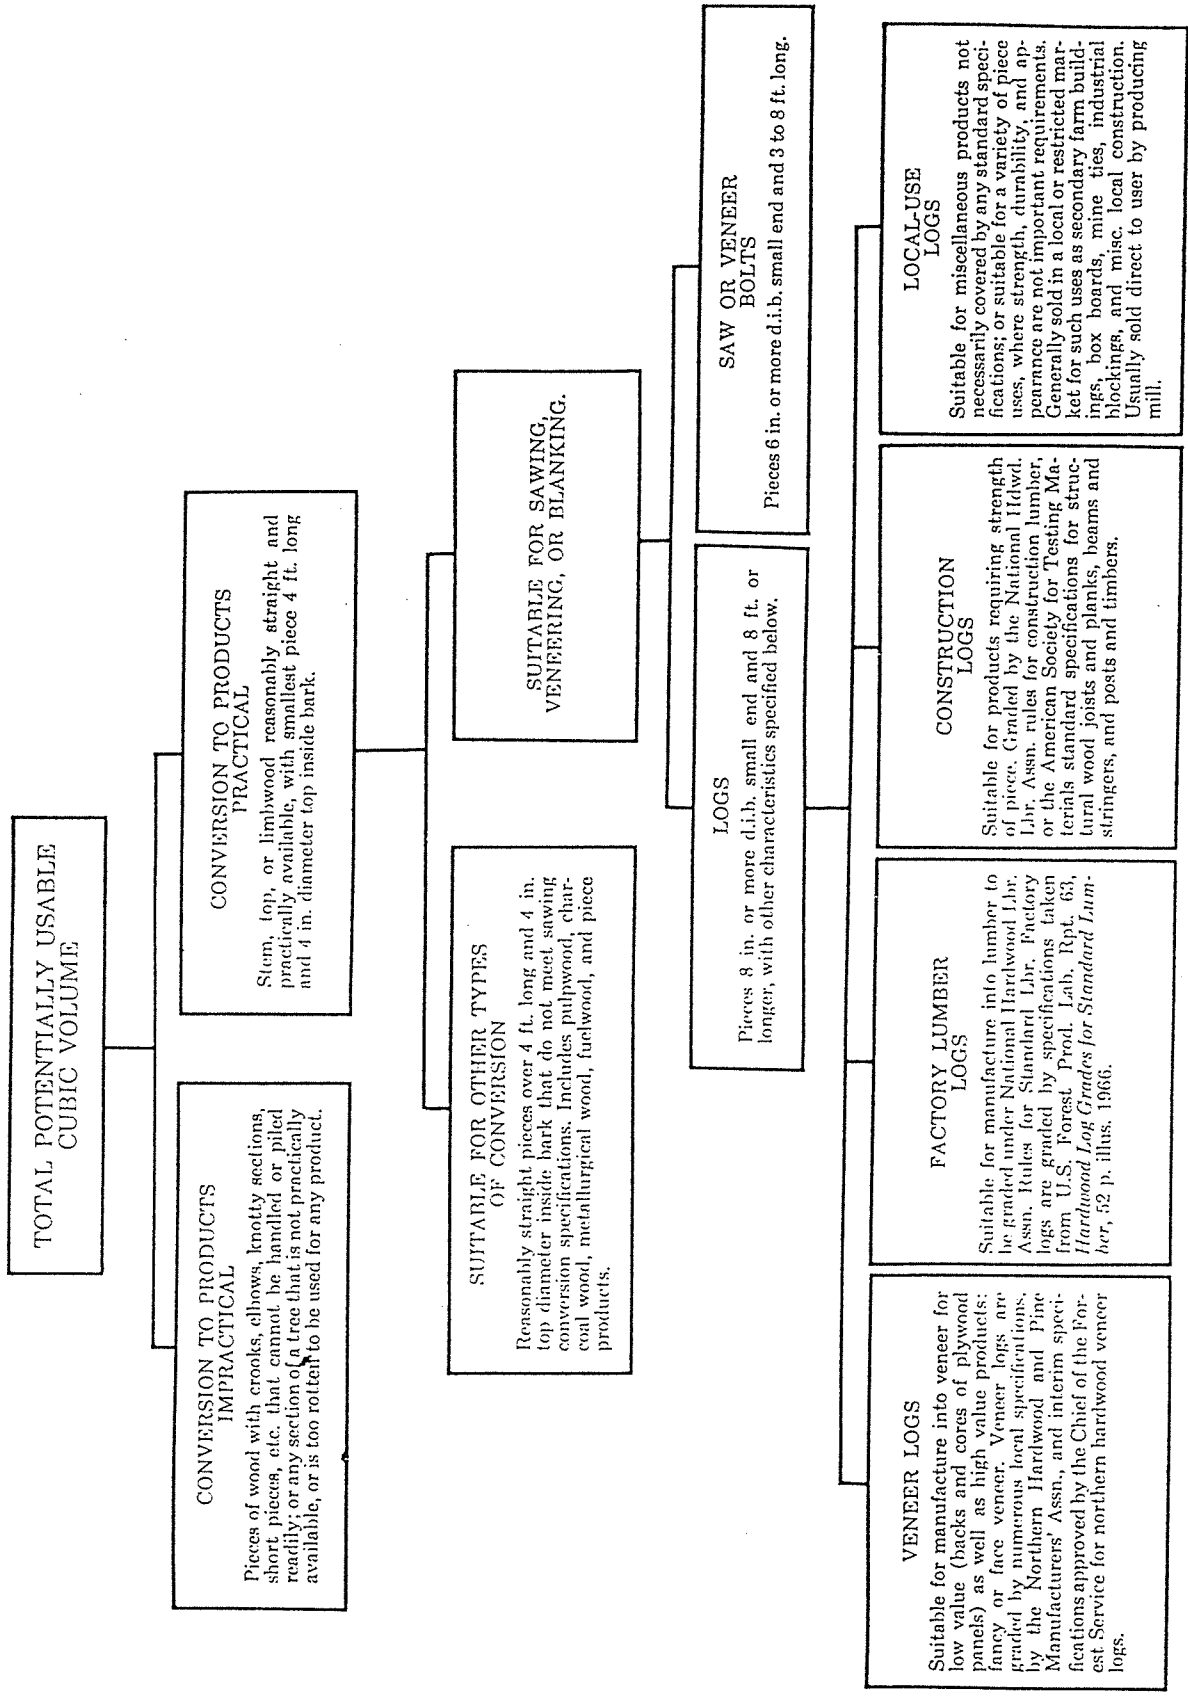 TOTAL POTENTIALLY USABLE
CUBIC VOLUME
CONVERSION TO PRODUCTS
IMPRACTICAL
Pieces of wood with crooks, elbows, knotty sections,
short pieces, etc. that cannot be handled or piled
readily; or any section of a tree that is not practically
available, or is too rotten to be used for any product.
CONVERSION TO PRODUCTS
PRACTICAL
Stem, top, or limbwood reasonably straight and
practically available, with smallest piece 4 ft. long
and 4 in. diameter top inside bark.
SUITABLE FOR OTHER TYPES
OF CONVERSION
Reasonably straight pieces over 4 ft. long and 4 in.
top diameter inside bark that do not meet sawing
conversion specifications. Includes pulpwood, char-
coal wood, metallurgical wood, fuelwood, and piece
products.
SUITABLE FOR SAWING,
VENEERING, OR BLANKING.
LOGS
Pieces 8 in. or more d.i.b. small end and 8 ft. or
longer, with other characteristics specified below.
SAW OR VENEER
BOLTS
Pieces 6 in. or more d.i.b. small end and 3 to 8 ft. long.
VENEER LOGS
Suitable for manufacture into veneer for
low value (backs and cores of plywood
panels) as well as high value products:
fancy or face veneer. Veneer logs are
graded by numerous local specifications,
by the Northern Hardwood and Pine
Manufacturers' Assn., and interim speci-
fications approved by the Chief of the For-
est Service for northern hardwood veneer
logs.
FACTORY LUMBER
LOGS
Suitable for manufacture into lumber to
be graded under National Hardwood Lbr.
Assn. Rules for Standard Lbr. Factory
logs are graded by specifications taken
from U.S. Forest Prod. Lab. Rpt. 63,
Hardwood Log Grades for Standard Lum-
ber, 52 p. illus. 1966.
CONSTRUCTION
LOGS
Suitable for products requiring strength
of piece. Graded by the National Hdwd.
Lbr. Assn. rules for construction lumber,
or the American Society for Testing Ma-
terials standard specifications for struc-
tural wood joists and planks, beams and
stringers, and posts and timbers.
LOCAL-USE
LOGS
Suitable for miscellaneous products not
necessarily covered by any standard speci-
fications; or suitable for a variety of piece
uses, where strength, durability, and ap-
pearance are not important requirements.
Generally sold in a local or restricted mar-
ket for such uses as secondary farm build-
ings, box boards, mine ties, industrial
blockings, and misc. local construction.
Usually sold direct to user by producing
mill.